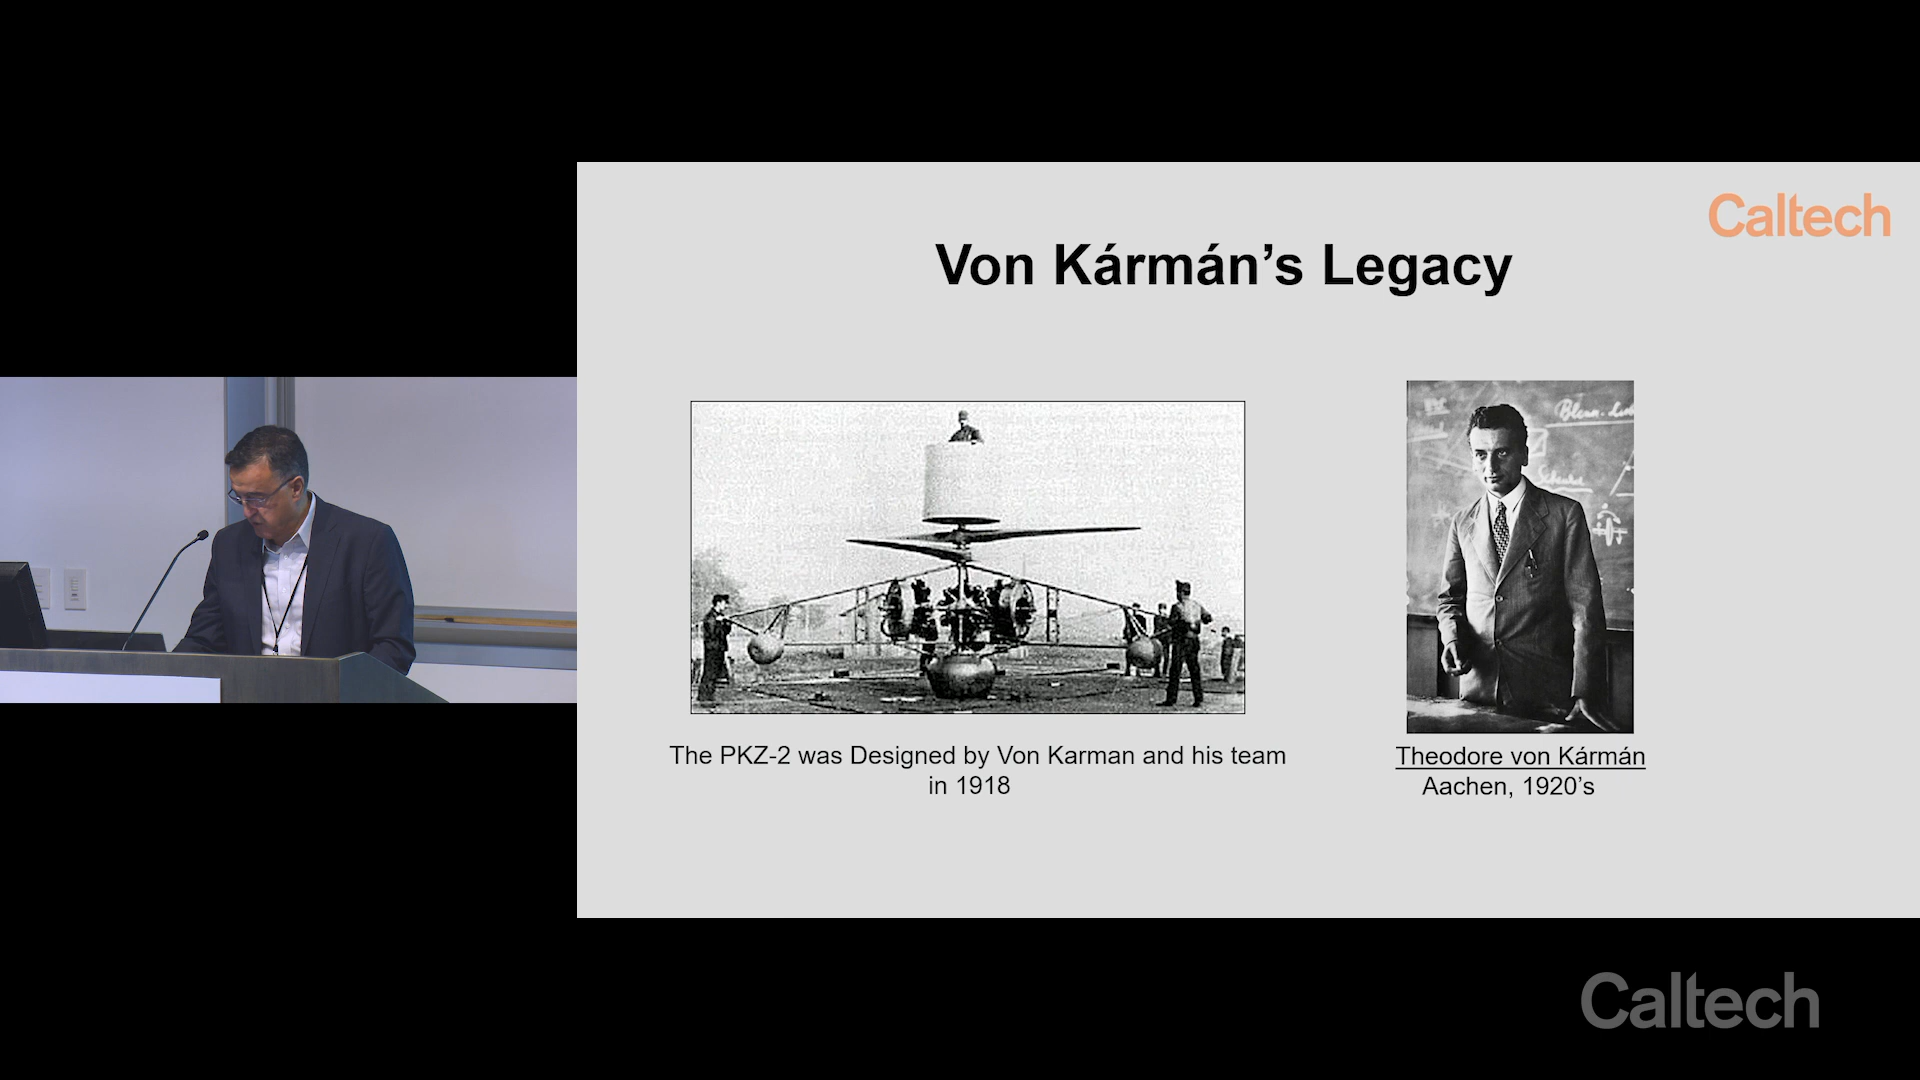 Caltech
Von Kármán’s Legacy
The PKZ-2 was Designed by Von Karman and his team
in 1918
Theodore von Kármán
Aachen, 1920’s
Caltech